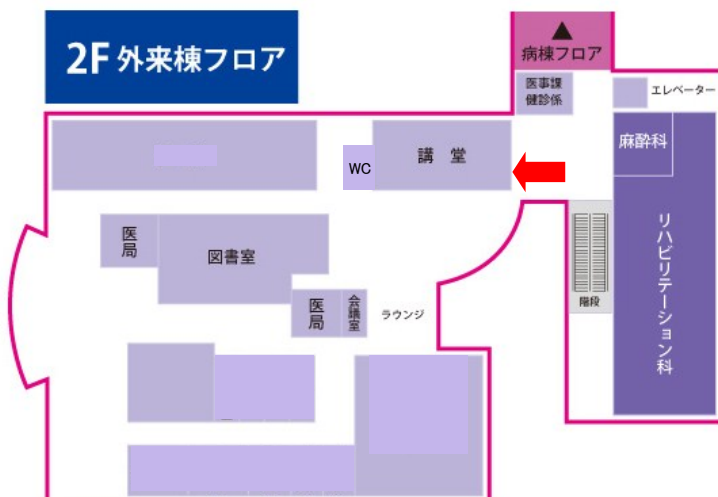 2F 外来棟フロア
▲
病棟フロア
医事課
健診係
エレベーター
麻酔科
WC
講 堂
医局
図書室
リハビリテーション科
階段
医局
会議室
ラウンジ